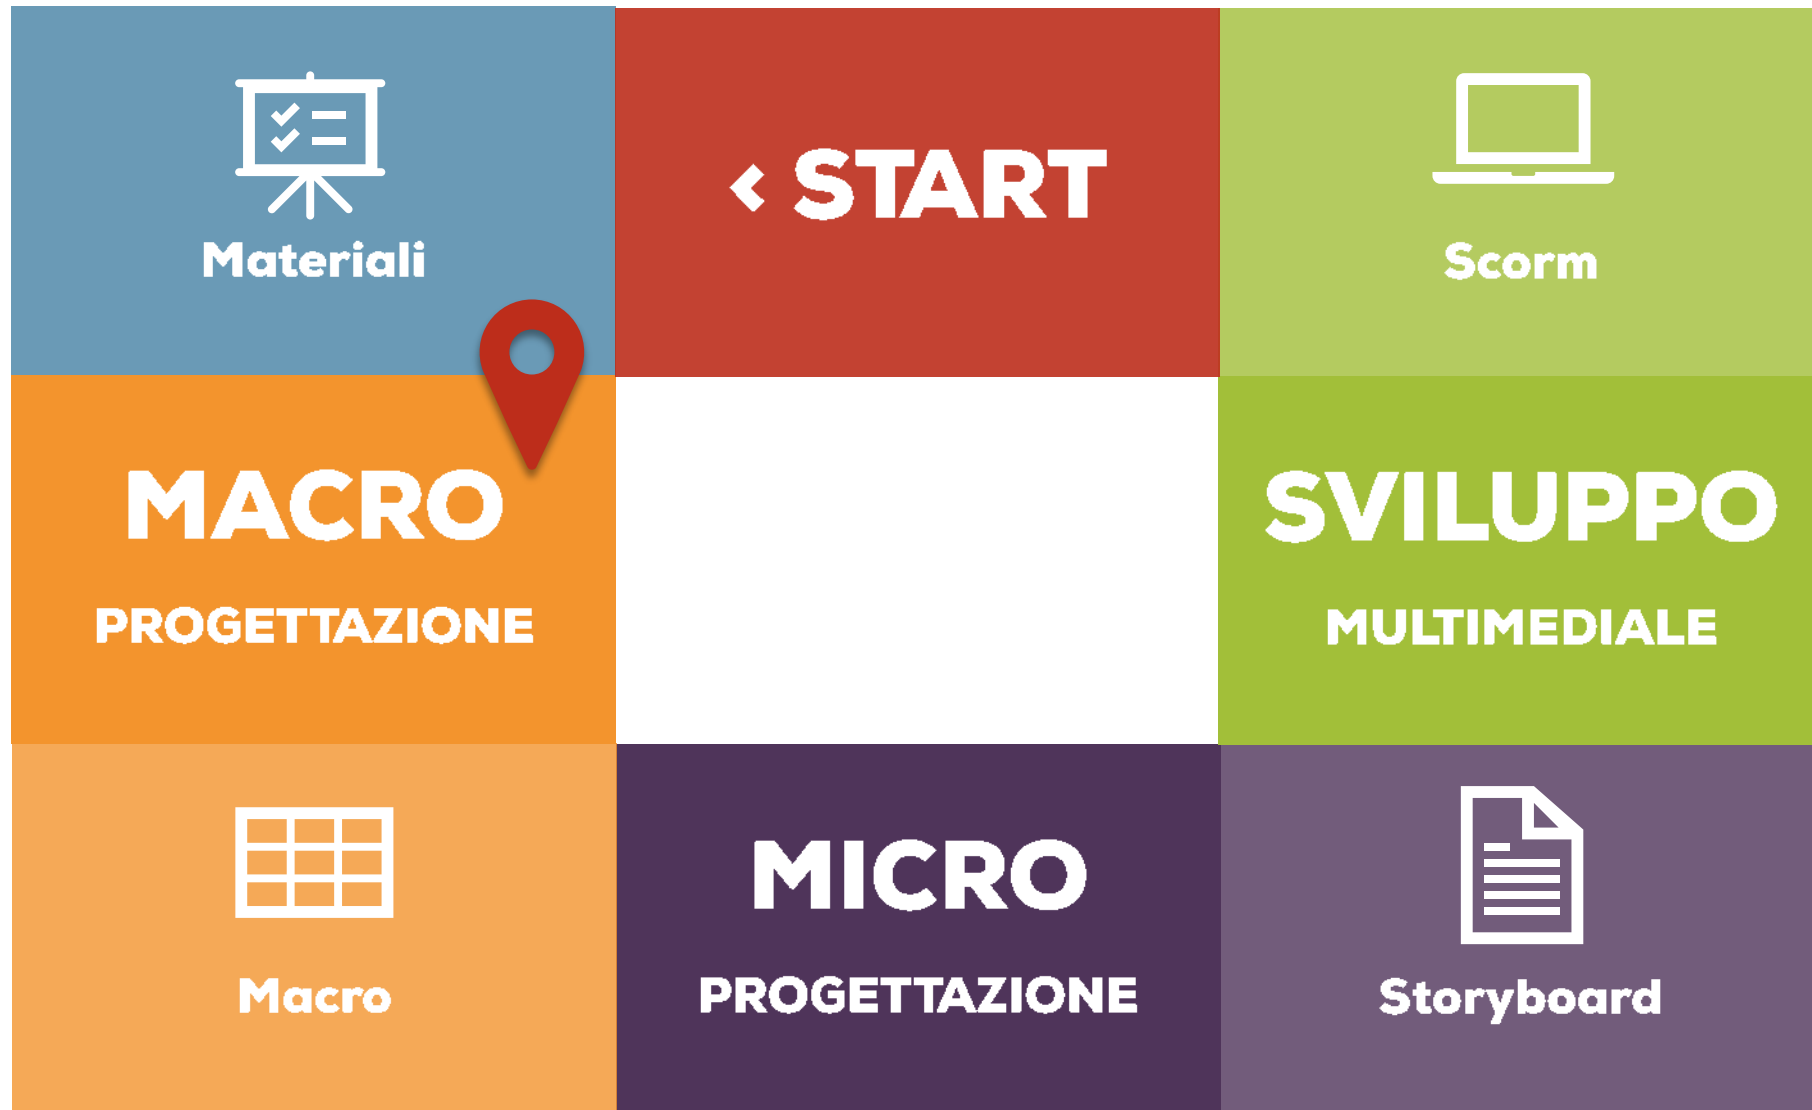 Materiali
‹ START
Scorm
MACRO
PROGETTAZIONE
SVILUPPO
MULTIMEDIALE
Macro
MICRO
PROGETTAZIONE
Storyboard